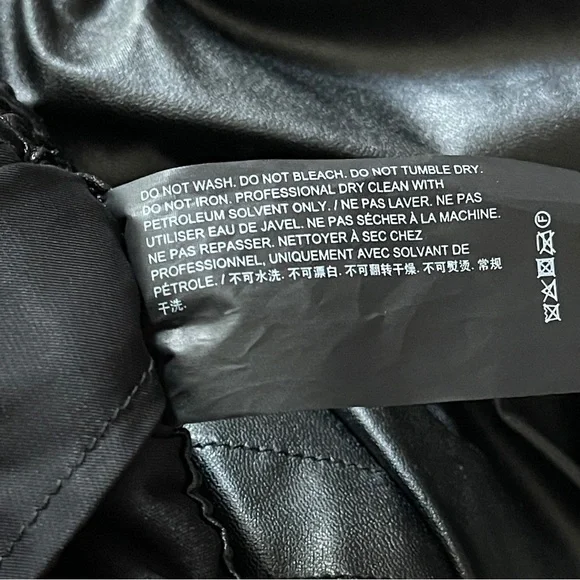 DO NOT WASH. DO NOT BLEACH. DO NOT TUMBLE DRY.
DO NOT IRON. PROFESSIONAL DRY CLEAN WITH
PETROLEUM SOLVENT ONLY. / NE PAS LAVER. NE PAS
UTILISER EAU DE JAVEL. NE PAS SÉCHER À LA MACHINE.
NE PAS REPASSER. NETTOYER À SEC CHEZ
PROFESSIONNEL, UNIQUEMENT AVEC SOLVANT DE
PÉTROLE. / 不可水洗. 不可漂白. 不可翻转干燥. 不可熨烫. 常规
干洗.
F